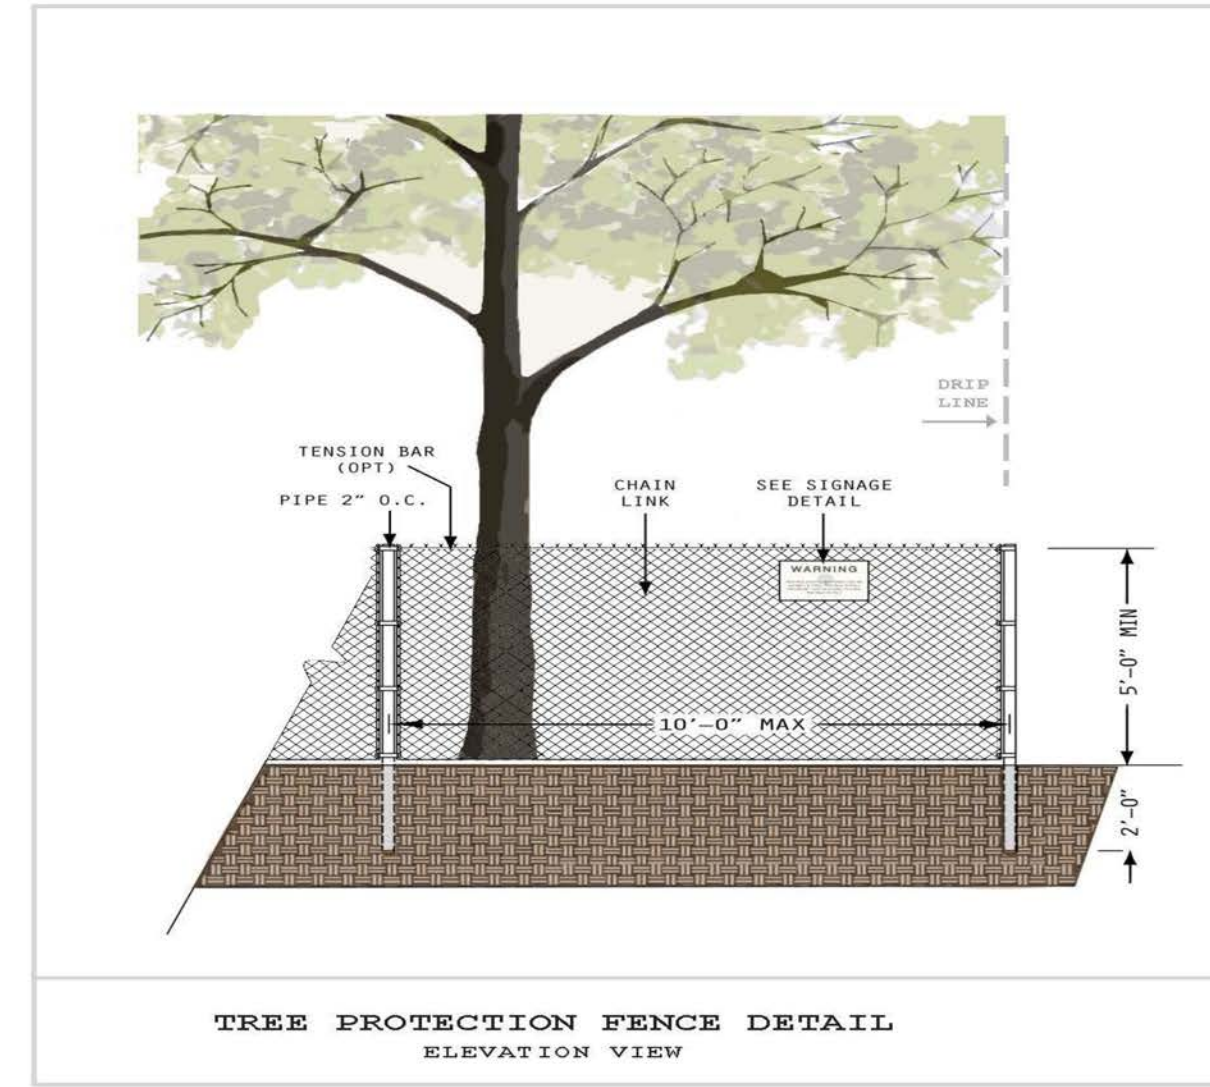 DRIP
LINE
TENSION BAR
(OPT)
PIPE 2” O.C.
CHAIN
LINK
SEE SIGNAGE
DETAIL
WARNING
5’—0” MIN
10’—0” MAX
2’—0”
TREE PROTECTION FENCE DETAIL
ELEVATION VIEW